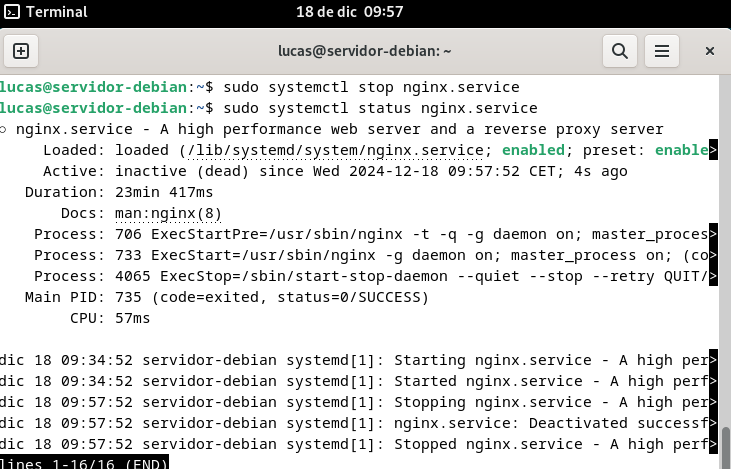 Terminal
18 de dic 09:57
lucas@servidor-debian: ~
lucas@servidor-debian:~$ sudo systemctl stop nginx.service
lucas@servidor-debian:~$ sudo systemctl status nginx.service
○ nginx.service - A high performance web server and a reverse proxy server
Loaded: loaded (/lib/systemd/system/nginx.service; enabled; preset: enable>
Active: inactive (dead) since Wed 2024-12-18 09:57:52 CET; 4s ago
Duration: 23min 417ms
Docs: man:nginx(8)
Process: 706 ExecStartPre=/usr/sbin/nginx -t -q -g daemon on; master_proces>
Process: 733 ExecStart=/usr/sbin/nginx -g daemon on; master_process on; (co>
Process: 4065 ExecStop=/sbin/start-stop-daemon --quiet --stop --retry QUIT/>
Main PID: 735 (code=exited, status=0/SUCCESS)
CPU: 57ms
dic 18 09:34:52 servidor-debian systemd[1]: Starting nginx.service - A high per>
dic 18 09:34:52 servidor-debian systemd[1]: Started nginx.service - A high perf>
dic 18 09:57:52 servidor-debian systemd[1]: Stopping nginx.service - A high per>
dic 18 09:57:52 servidor-debian systemd[1]: nginx.service: Deactivated successf>
dic 18 09:57:52 servidor-debian systemd[1]: Stopped nginx.service - A high perf>
lines 1-16/16 (END)